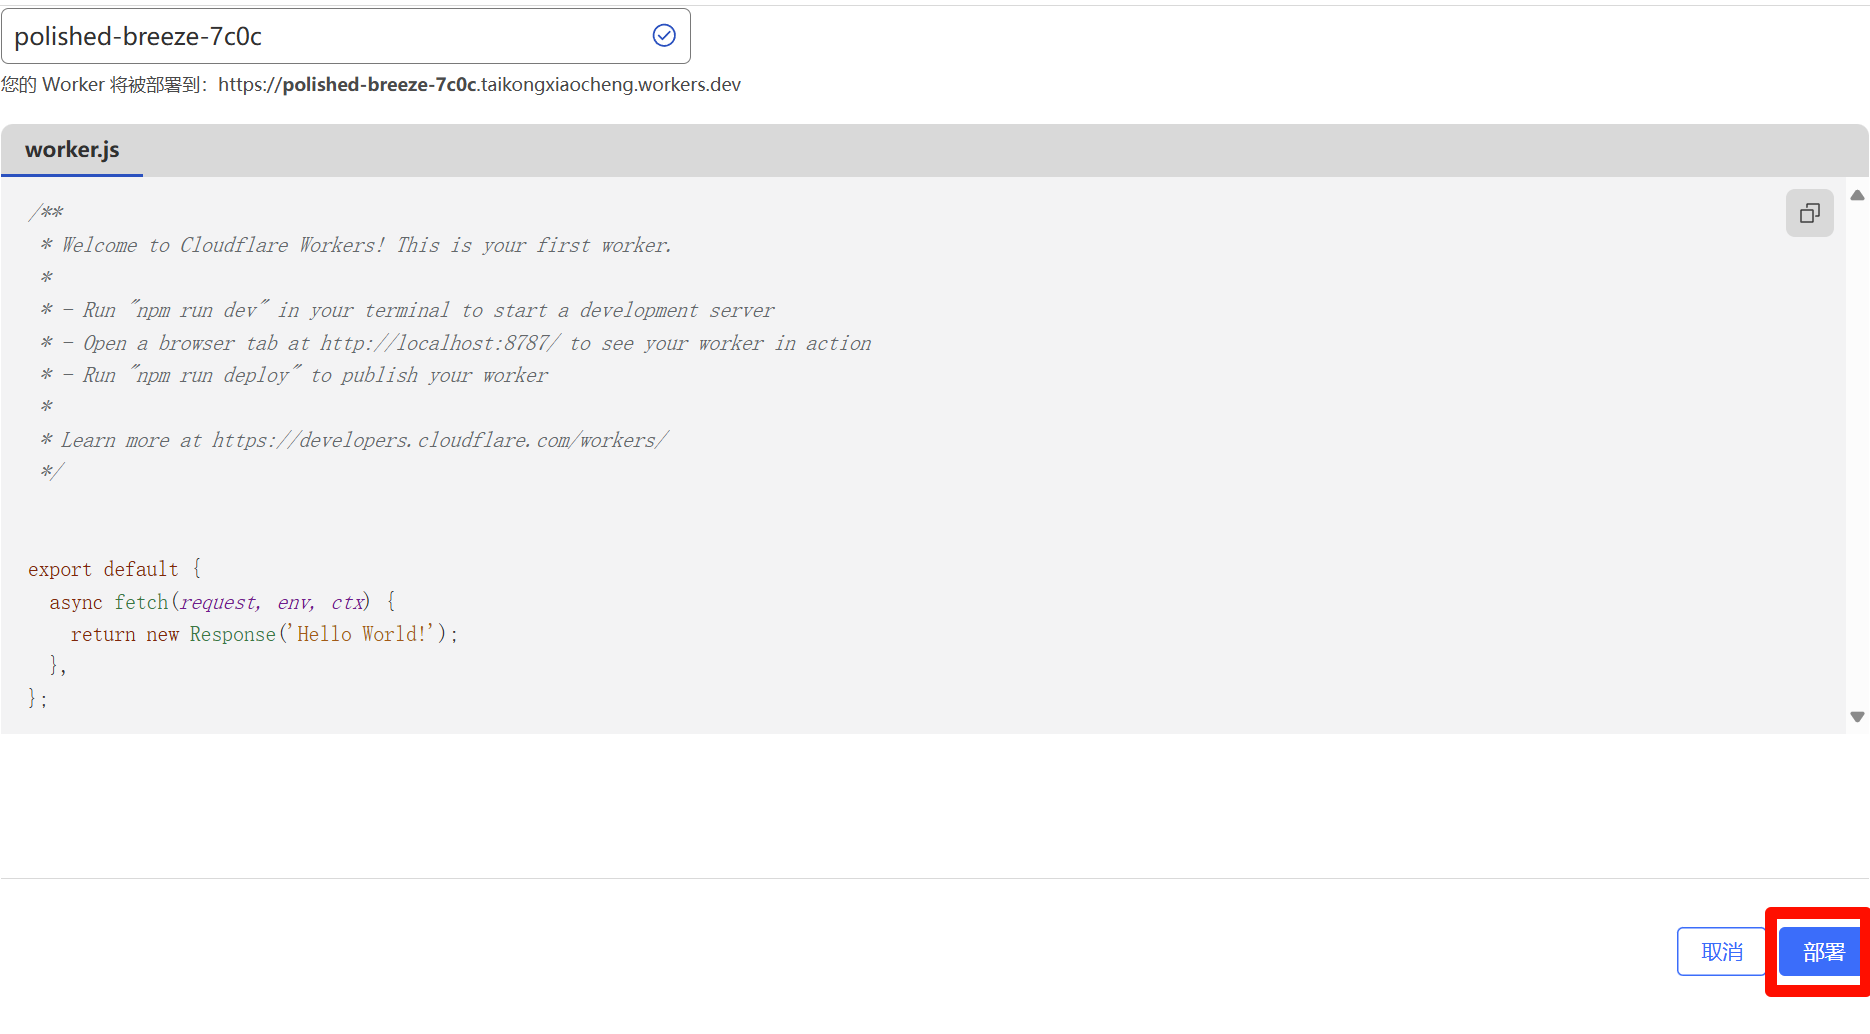 polished-breeze-7c0c
您的 Worker 将被部署到：https://polished-breeze-7c0c.taikongxiaocheng.workers.dev
worker.js
/**
 * Welcome to Cloudflare Workers! This is your first worker.
 *
 * - Run "npm run dev" in your terminal to start a development server
 * - Open a browser tab at http://localhost:8787/ to see your worker in action
 * - Run "npm run deploy" to publish your worker
 *
 * Learn more at https://developers.cloudflare.com/workers/
 */
export default {
  async fetch(request, env, ctx) {
    return new Response('Hello World!');
  },
};
取消
部署